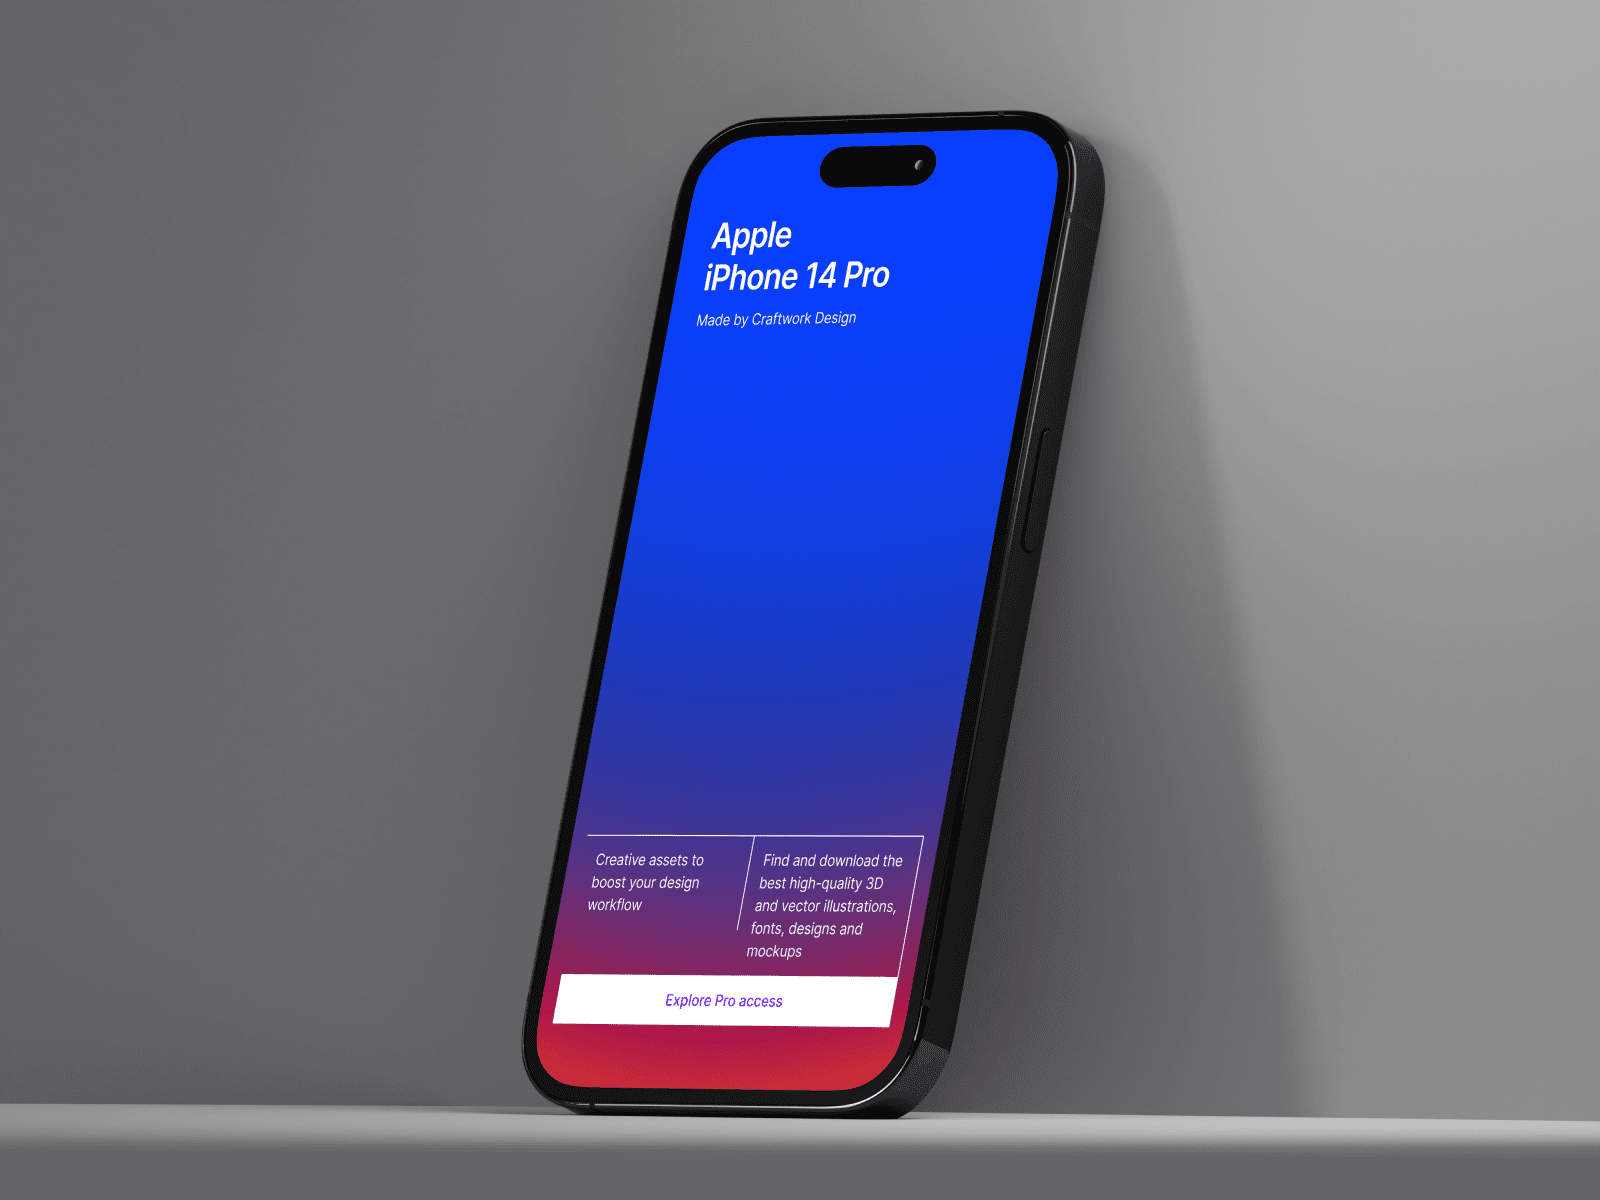 Apple
iPhone 14 Pro
Made by Craftwork Design
Creative assets to
boost your design
workflow
Find and download the
best high-quality 3D
and vector illustrations,
fonts, designs and
mockups
Explore Pro access